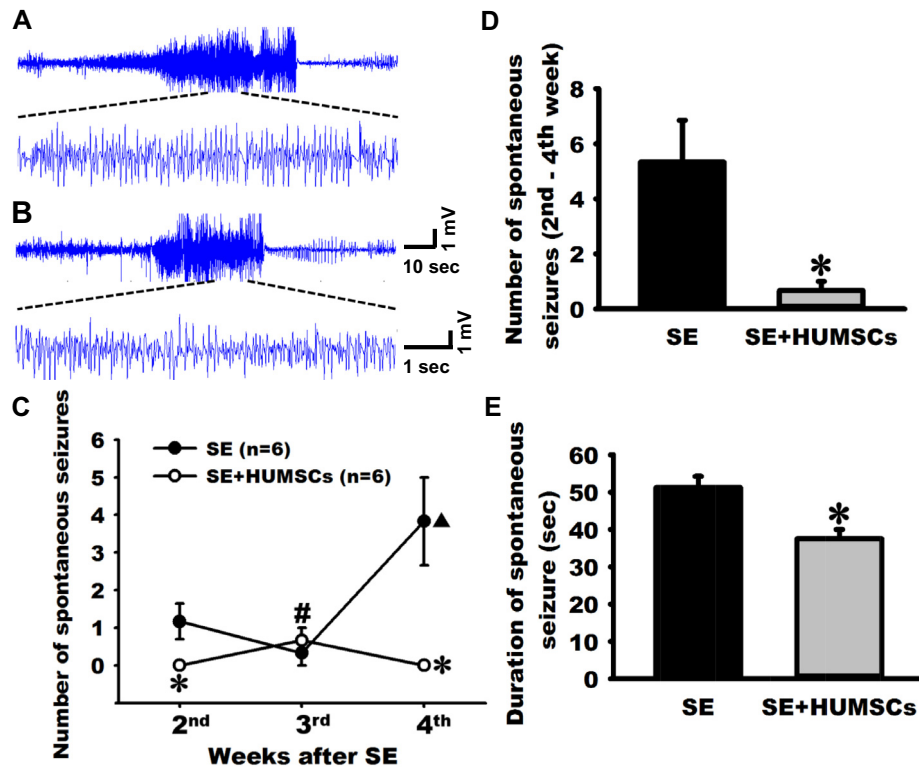 A
B
1 mV
10 sec
1 mV
1 sec
C
Number of spontaneous seizures
6
5
4
3
2
1
0
SE (n=6)
SE+HUMSCs (n=6)
▲
#
*
*
2nd
3rd
4th
Weeks after SE
D
Number of spontaneous
seizures (2nd - 4th week)
8
6
4
2
0
*
SE
SE+HUMSCs
E
Duration of spontaneous
seizure (sec)
60
50
40
30
20
10
0
*
SE
SE+HUMSCs